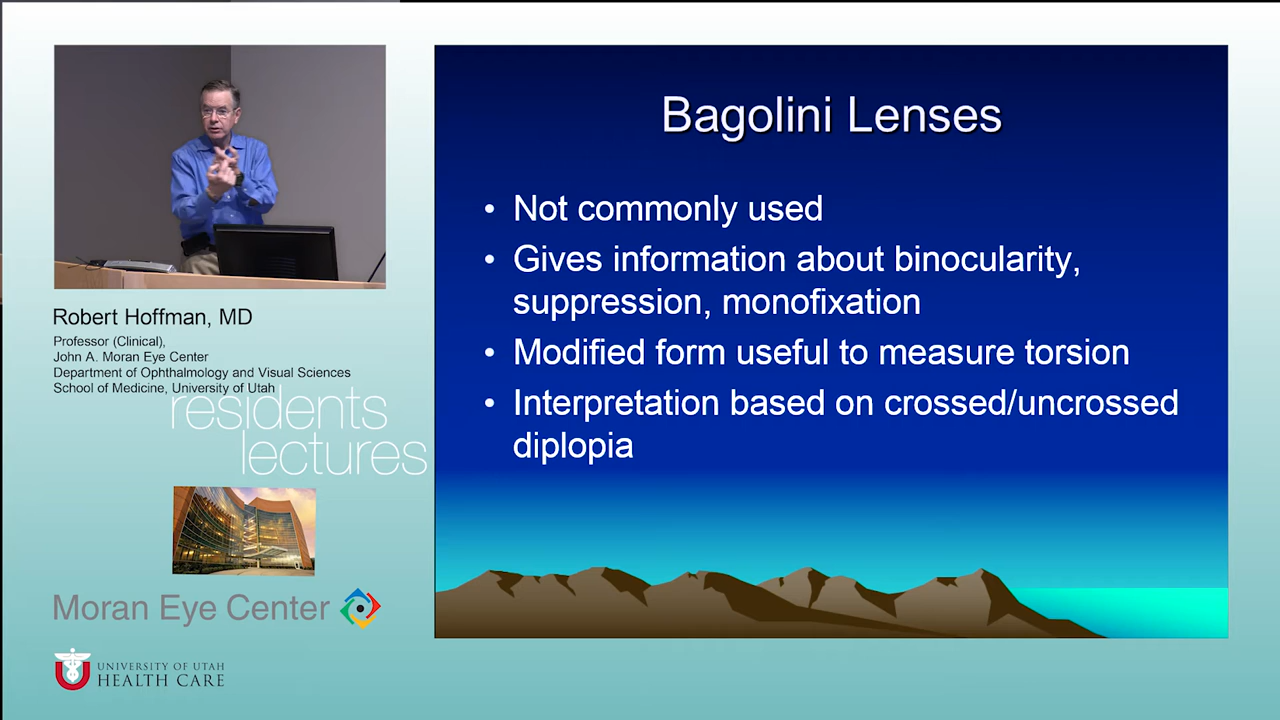 Bagolini Lenses
• Not commonly used
• Gives information about binocularity,
suppression, monofixation
• Modified form useful to measure torsion
• Interpretation based on crossed/uncrossed
diplopia
Robert Hoffman, MD
Professor (Clinical),
John A. Moran Eye Center
Department of Ophthalmology and Visual Sciences
School of Medicine, University of Utah
residents
lectures
Moran Eye Center
UNIVERSITY OF UTAH
HEALTH CARE